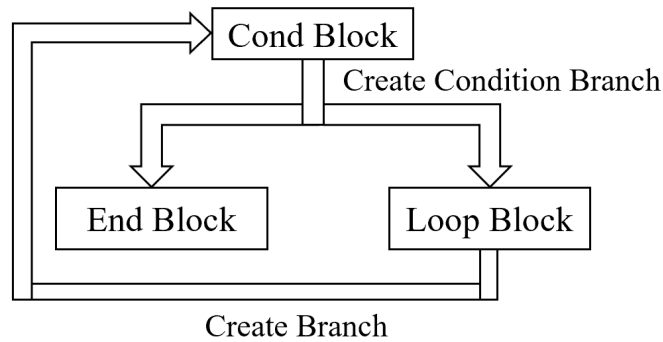 Cond Block
Create Condition Branch
End Block
Loop Block
Create Branch